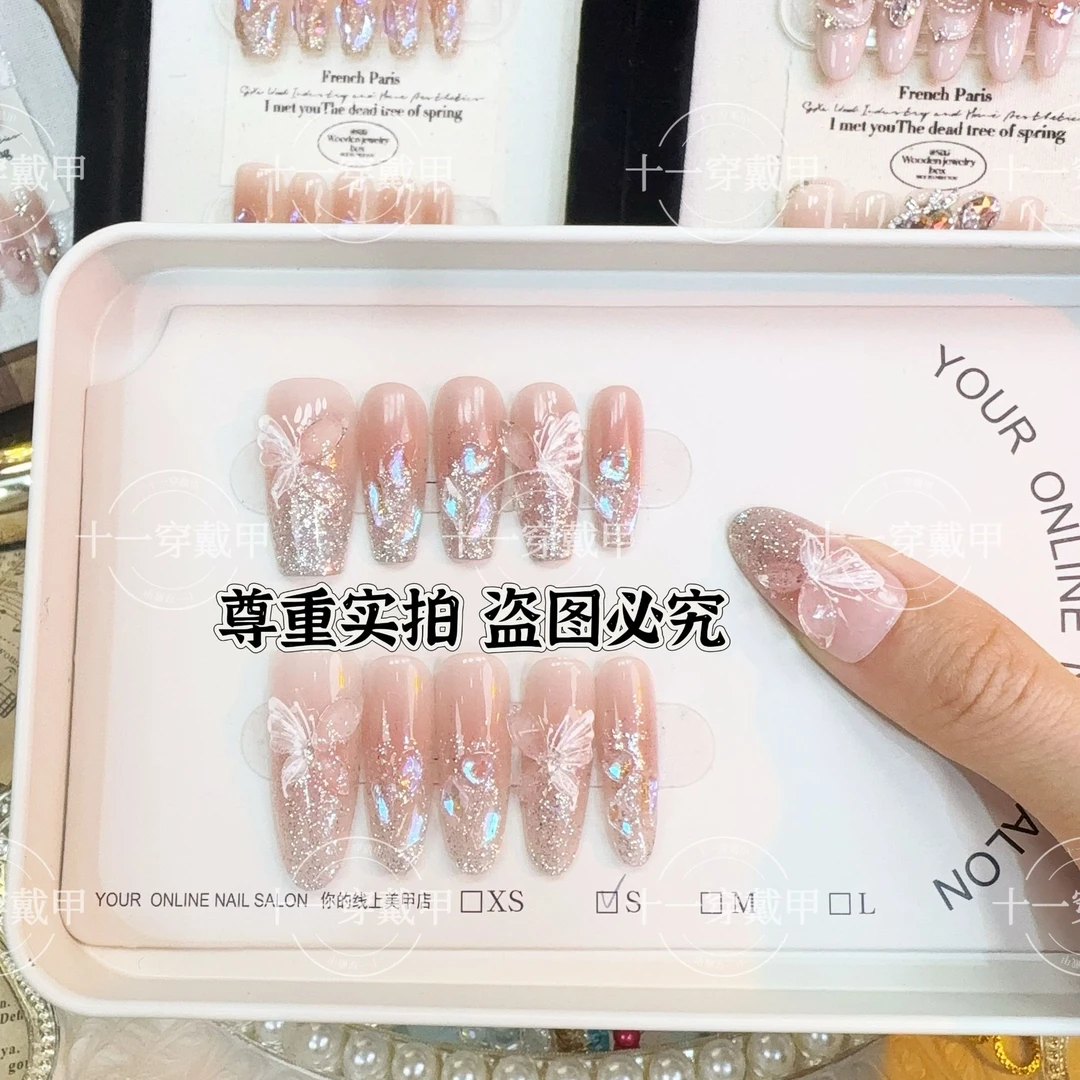 French Paris
I met youThe dead tree of spring
Wooden jewelry
box
French Paris
I met youThe dead tree of spring
Wooden jewelry
box
十一穿戴甲
YOUR ONLINE
ALON
尊重实拍 盗图必究
YOUR ONLINE NAIL SALON 你的线上美甲店 □XS ☑S □M □L